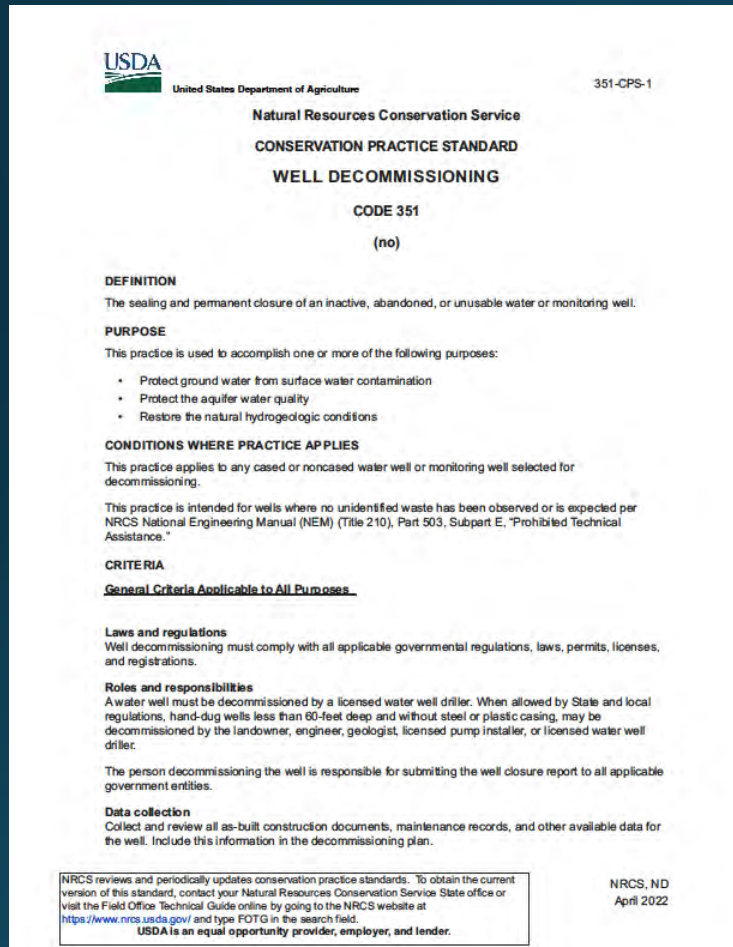 USDA
United States Department of Agriculture
351-CPS-1
Natural Resources Conservation Service
CONSERVATION PRACTICE STANDARD
WELL DECOMMISSIONING
CODE 351
(no)
DEFINITION
The sealing and permanent closure of an inactive, abandoned, or unusable water or monitoring well.
PURPOSE
This practice is used to accomplish one or more of the following purposes:
• Protect ground water from surface water contamination
• Protect the aquifer water quality
• Restore the natural hydrogeologic conditions
CONDITIONS WHERE PRACTICE APPLIES
This practice applies to any cased or noncased water well or monitoring well selected for
decommissioning.
This practice is intended for wells where no unidentified waste has been observed or is expected per
NRCS National Engineering Manual (NEM) (Title 210), Part 503, Subpart E, "Prohibited Technical
Assistance."
CRITERIA
General Criteria Applicable to All Purposes
Laws and regulations
Well decommissioning must comply with all applicable governmental regulations, laws, permits, licenses,
and registrations.
Roles and responsibilities
A water well must be decommissioned by a licensed water well driller. When allowed by State and local
regulations, hand-dug wells less than 60-feet deep and without steel or plastic casing, may be
decommissioned by the landowner, engineer, geologist, licensed pump installer, or licensed water well
driller.
The person decommissioning the well is responsible for submitting the well closure report to all applicable
government entities.
Data collection
Collect and review all as-built construction documents, maintenance records, and other available data for
the well. Include this information in the decommissioning plan.
NRCS reviews and periodically updates conservation practice standards. To obtain the current
version of this standard, contact your Natural Resources Conservation Service State office or
visit the Field Office Technical Guide online by going to the NRCS website at
https://www.nrcs.usda.gov/ and type FOTG in the search field.
USDA is an equal opportunity provider, employer, and lender.
NRCS, ND
April 2022